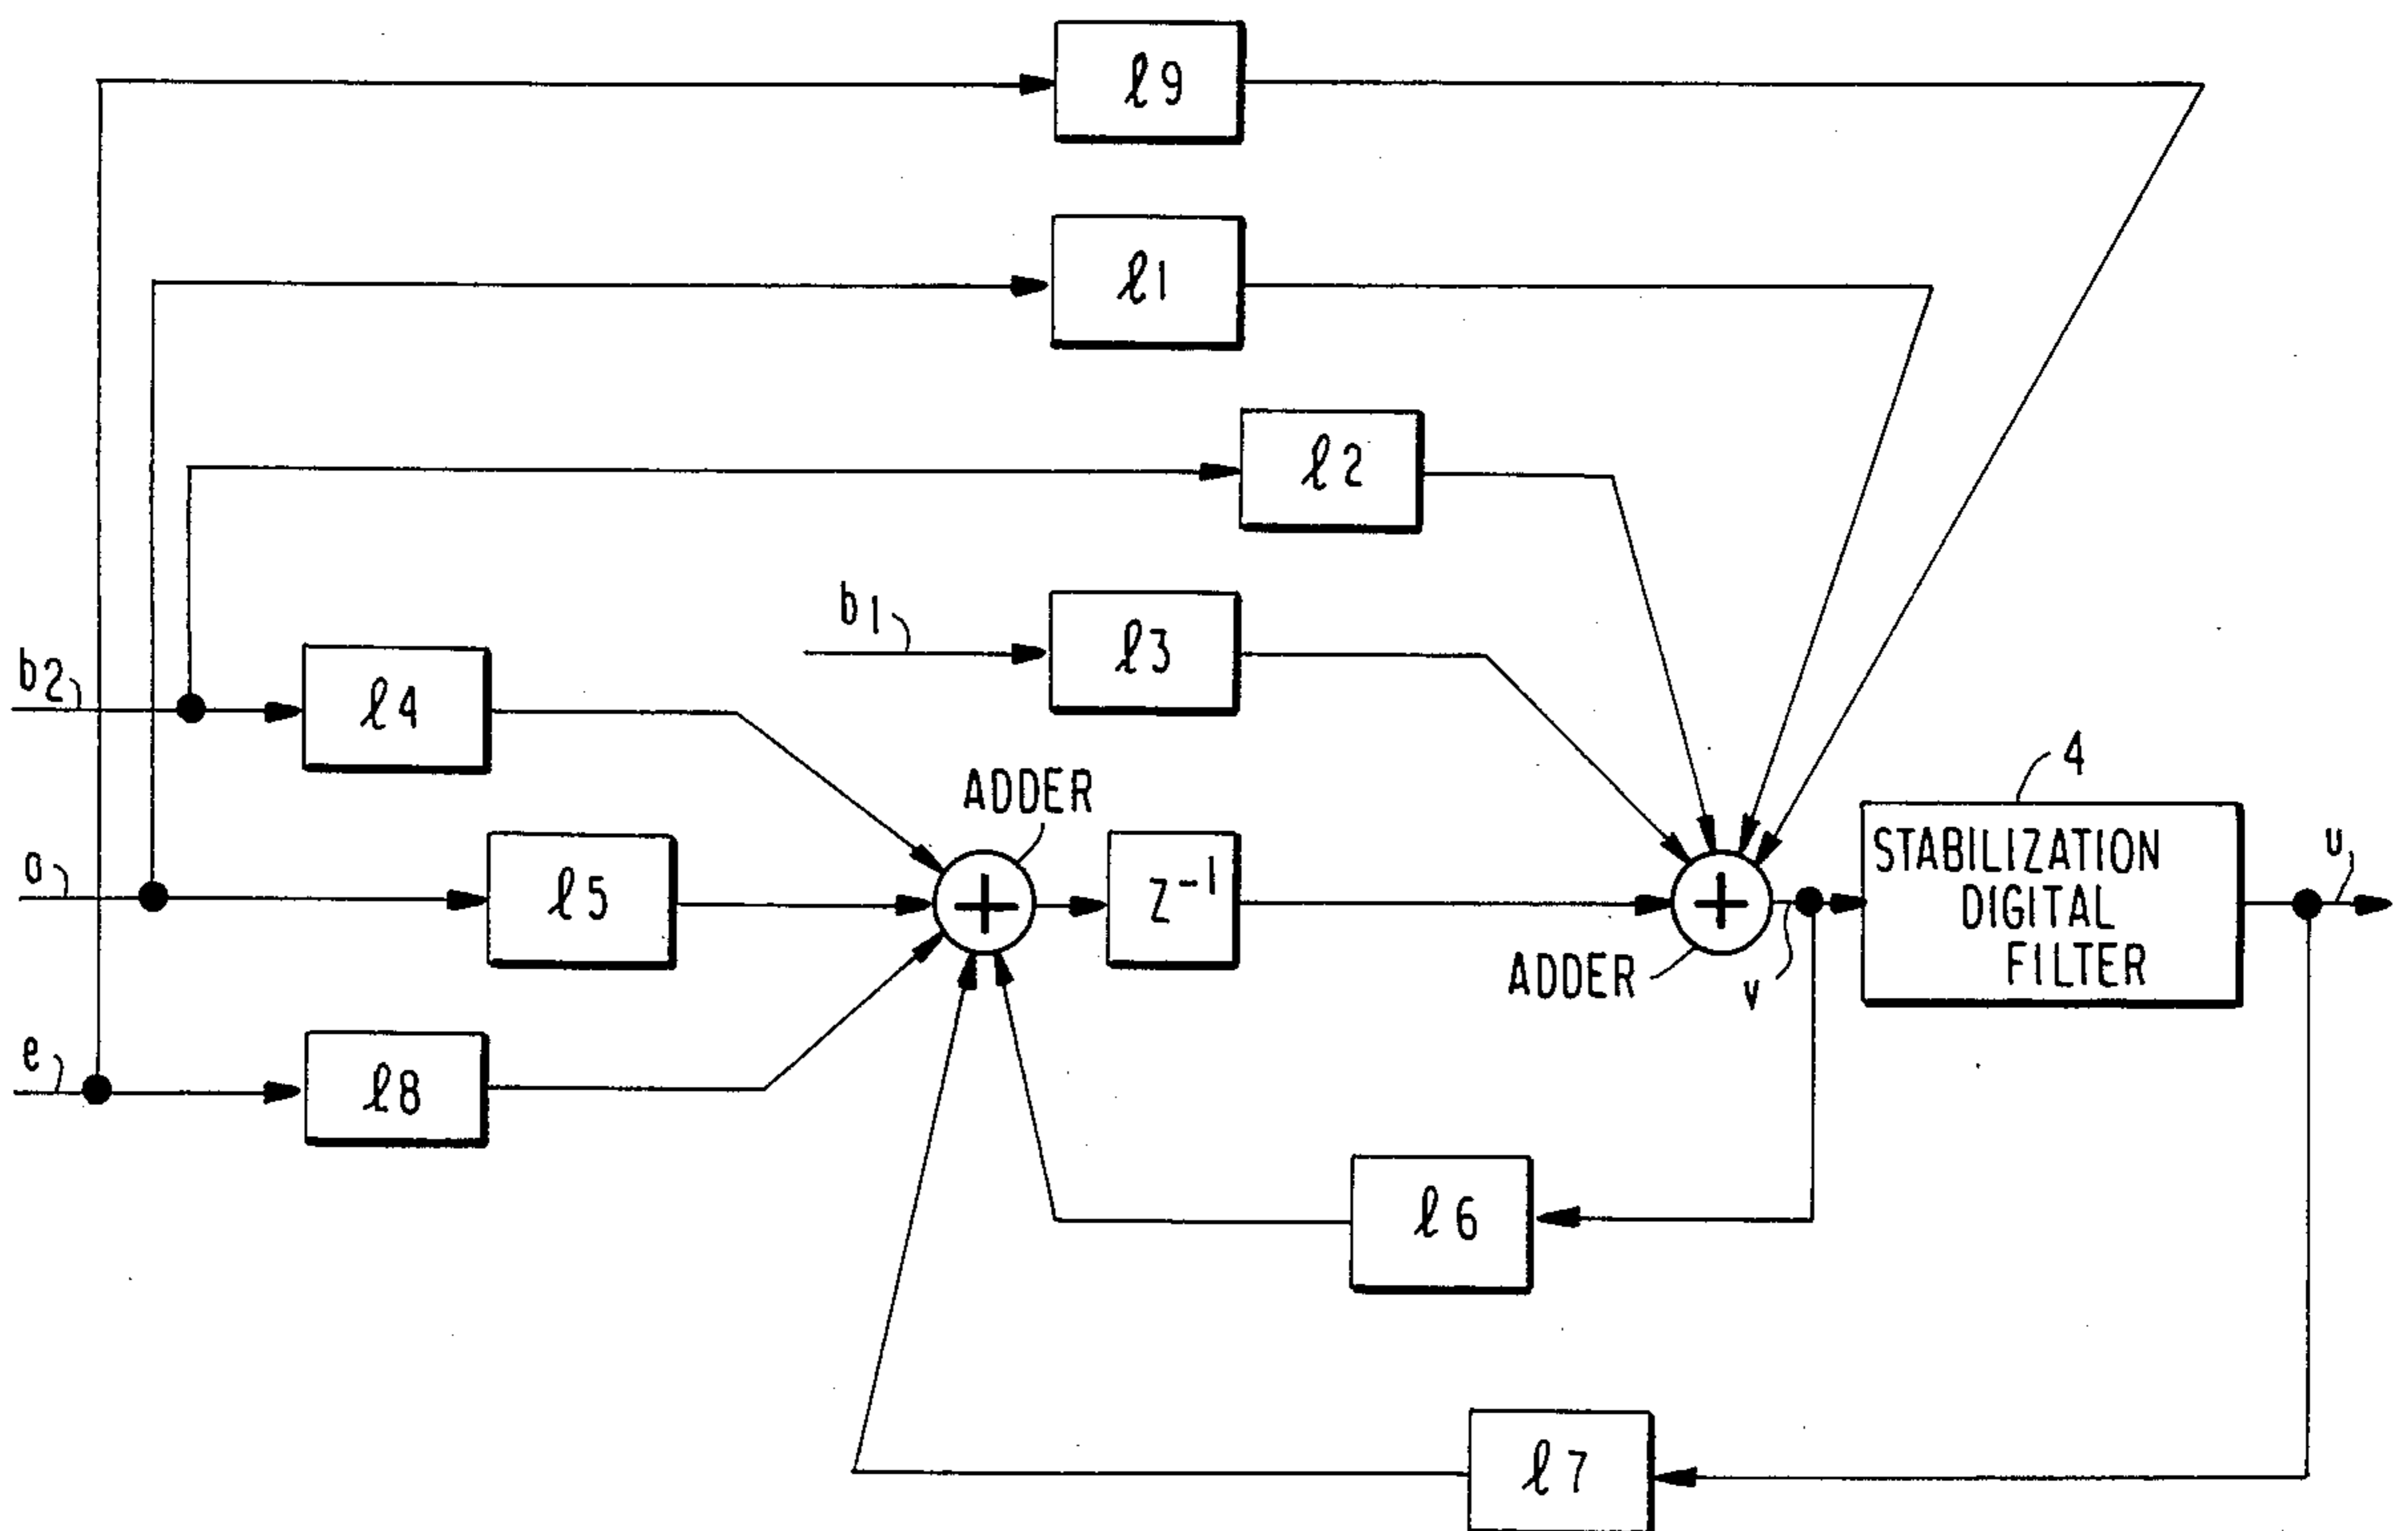 ℓ9
ℓ1
ℓ2
b1
ℓ3
b2
ℓ4
ADDER
4
a
ℓ5
+
Z⁻¹
+
STABILIZATION
DIGITAL
FILTER
u
ADDER
v
e
ℓ8
ℓ6
ℓ7